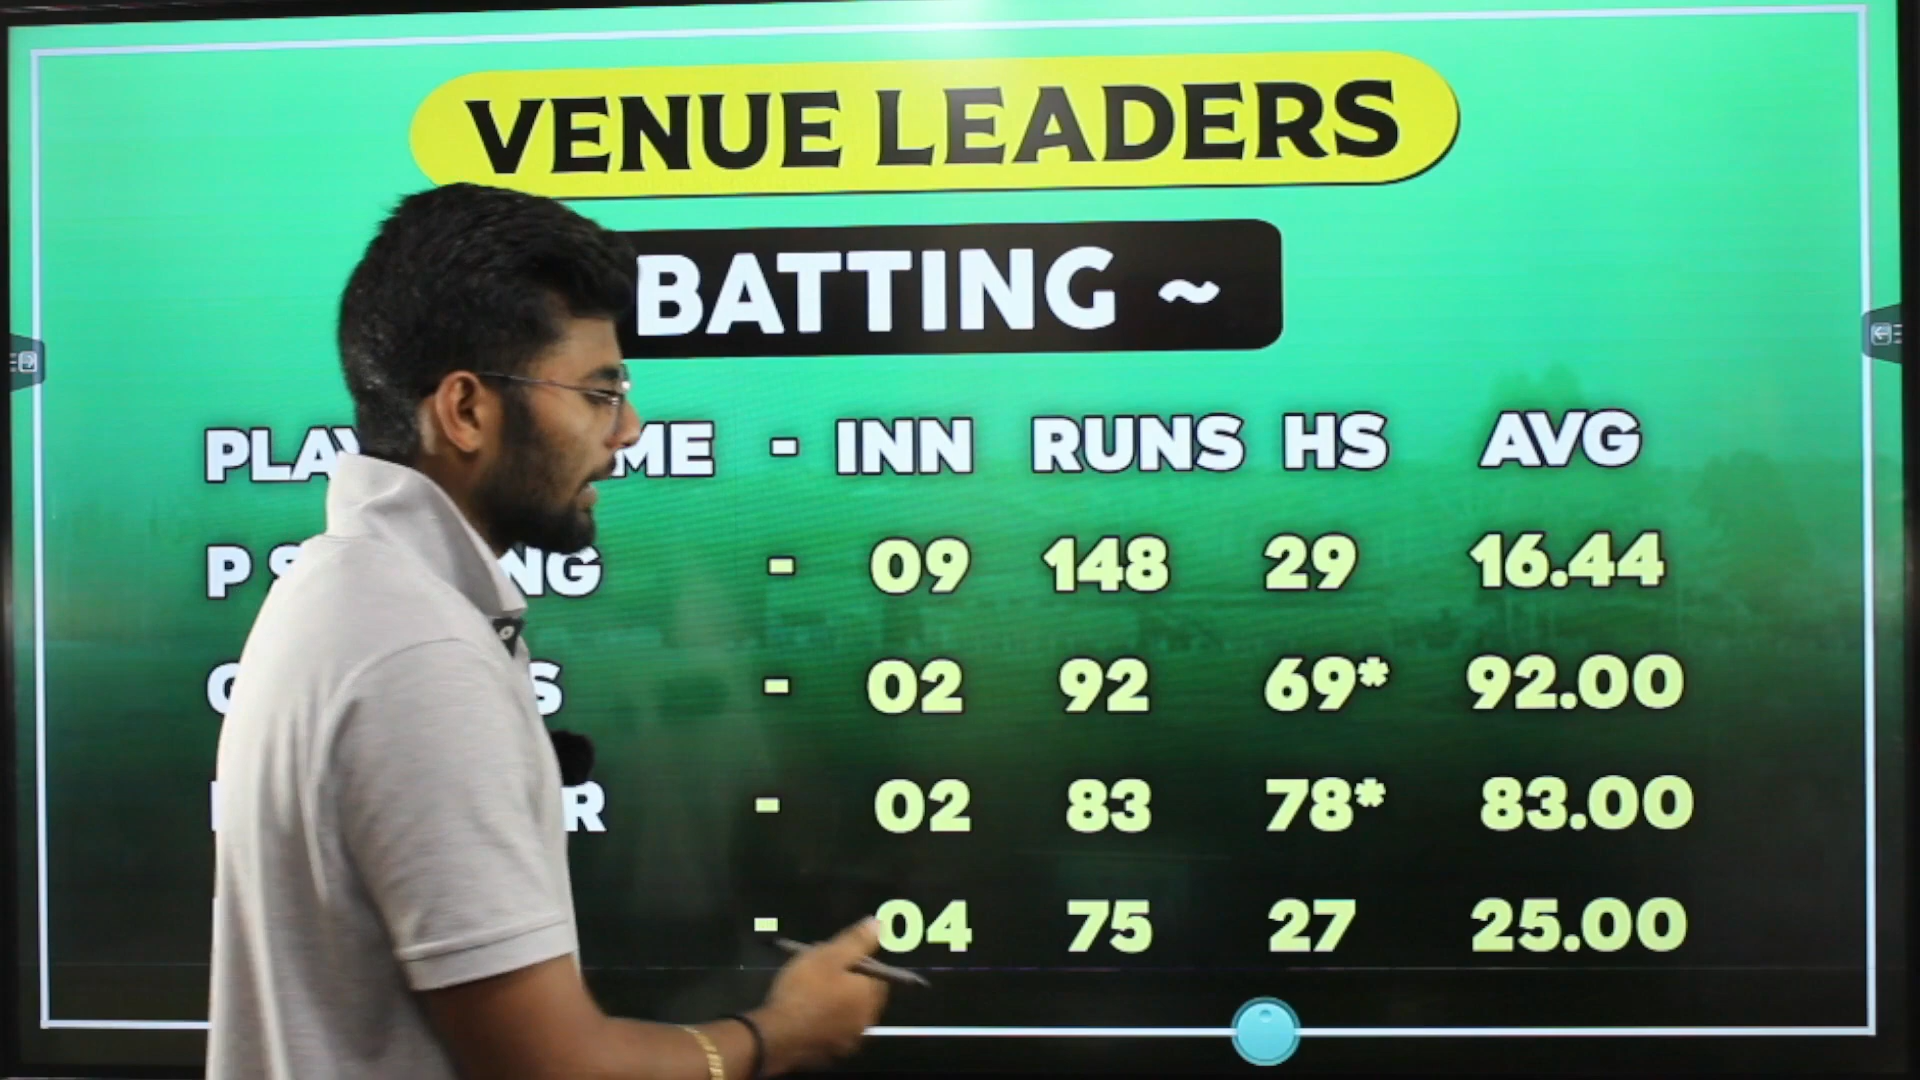 VENUE LEADERS
BATTING ~
- INN RUNS HS AVG
P - 09 148 29 16.44
- 02 92 69* 92.00
- 02 83 78* 83.00
- 04 75 27 25.00